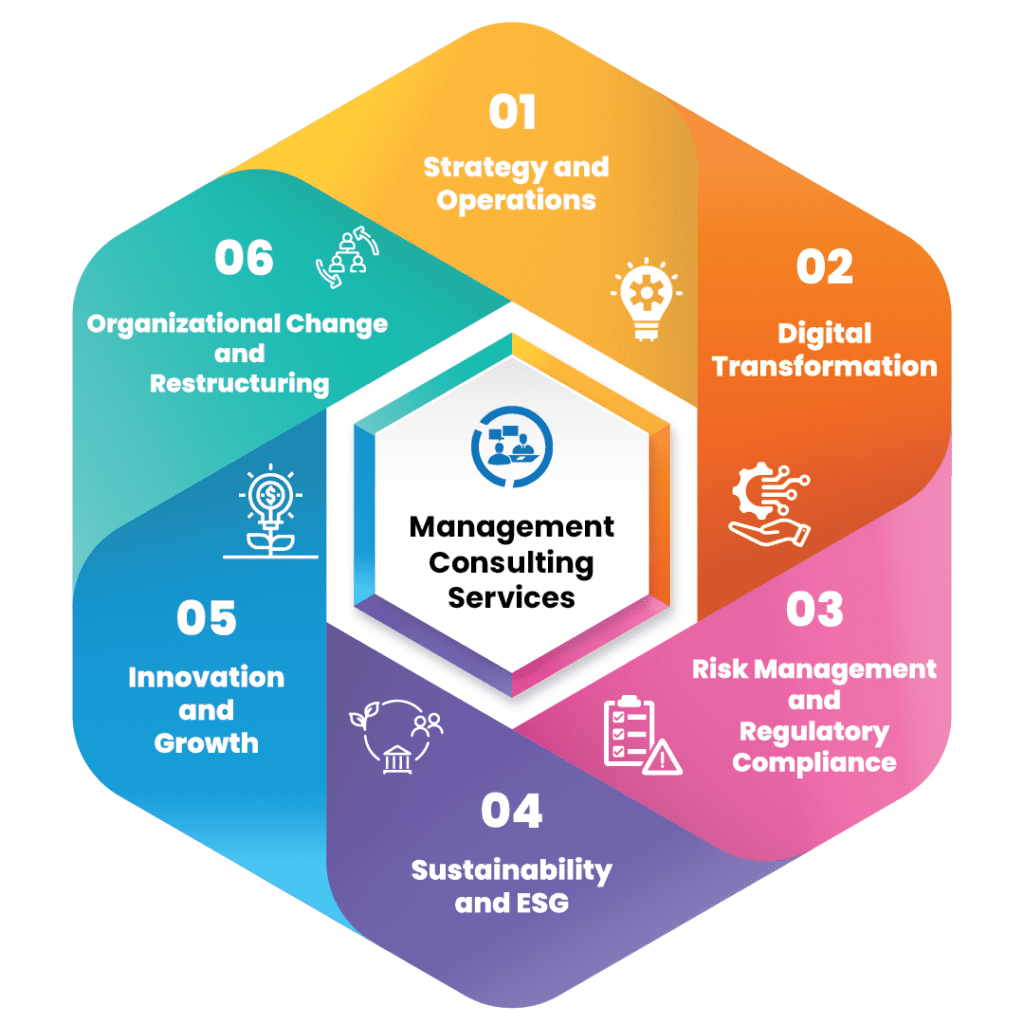 01
Strategy and
Operations
02
Digital
Transformation
03
Risk Management
and
Regulatory
Compliance
04
Sustainability
and ESG
05
Innovation
and
Growth
06
Organizational Change
and
Restructuring
Management
Consulting
Services
$
!